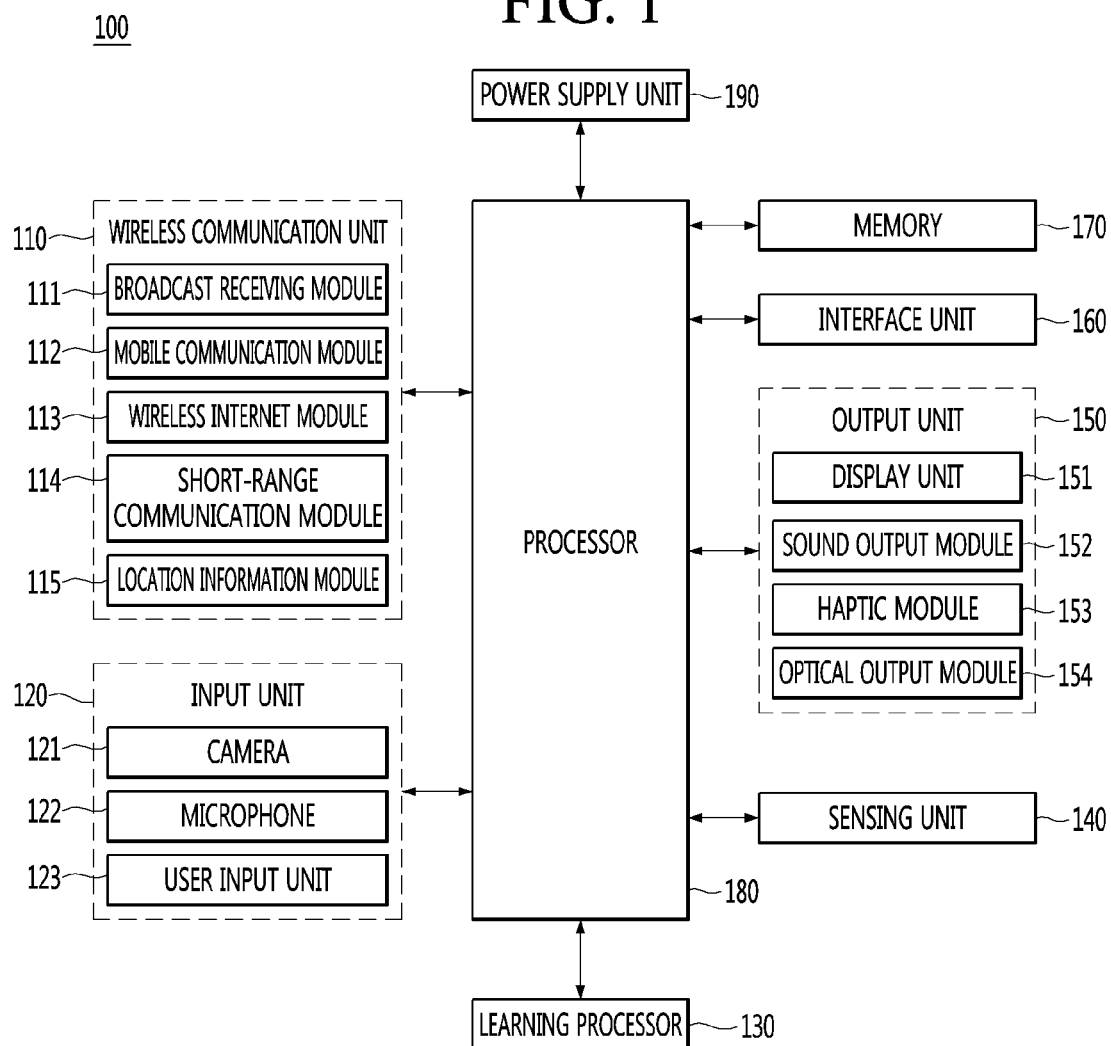 FIG. 1
100
POWER SUPPLY UNIT
190
110
WIRELESS COMMUNICATION UNIT
111
BROADCAST RECEIVING MODULE
112
MOBILE COMMUNICATION MODULE
113
WIRELESS INTERNET MODULE
114
SHORT-RANGE
COMMUNICATION MODULE
115
LOCATION INFORMATION MODULE
120
INPUT UNIT
121
CAMERA
122
MICROPHONE
123
USER INPUT UNIT
PROCESSOR
180
MEMORY
170
INTERFACE UNIT
160
OUTPUT UNIT
150
DISPLAY UNIT
151
SOUND OUTPUT MODULE
152
HAPTIC MODULE
153
OPTICAL OUTPUT MODULE
154
SENSING UNIT
140
LEARNING PROCESSOR
130